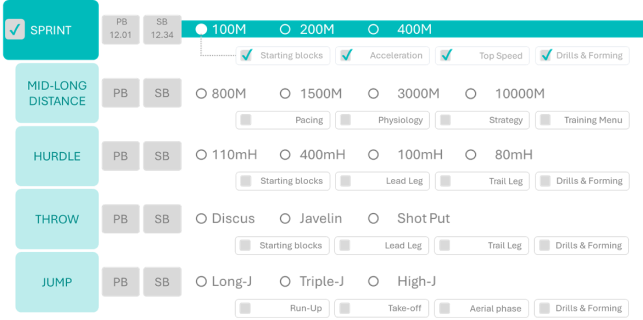 SPRINT PB 12.01 SB 12.34 100M 200M 400M
Starting blocks Acceleration Top Speed Drills & Forming
MID-LONG DISTANCE PB SB 800M 1500M 3000M 10000M
Pacing Physiology Strategy Training Menu
HURDLE PB SB 110mH 400mH 100mH 80mH
Starting blocks Lead Leg Trail Leg Drills & Forming
THROW PB SB Discus Javelin Shot Put
Starting blocks Lead Leg Trail Leg Drills & Forming
JUMP PB SB Long-J Triple-J High-J
Run-Up Take-off Aerial phase Drills & Forming